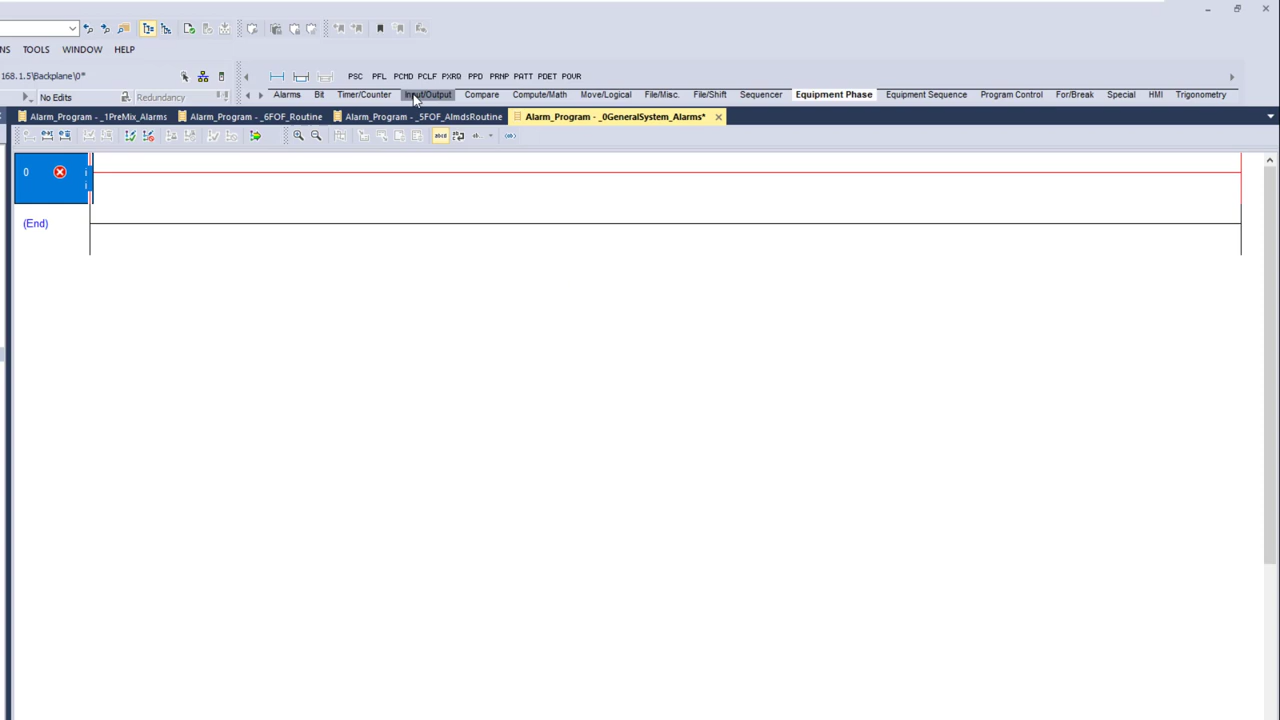 NS TOOLS WINDOW HELP
168.1.5\Backplane\0*
PSC PFL PCMD PCLF PXRQ PPD PRNP PATT PDET POVR
No Edits Redundancy
Alarms Bit Timer/Counter Input/Output Compare Compute/Math Move/Logical File/Misc. File/Shift Sequencer Equipment Phase Equipment Sequence Program Control For/Break Special HMI Trigonometry
Alarm_Program - _1PreMix_Alarms Alarm_Program - _6FOF_Routine Alarm_Program - _5FOF_AlmdsRoutine Alarm_Program - _0GeneralSystem_Alarms*
abcd ab
0 i
i
(End)